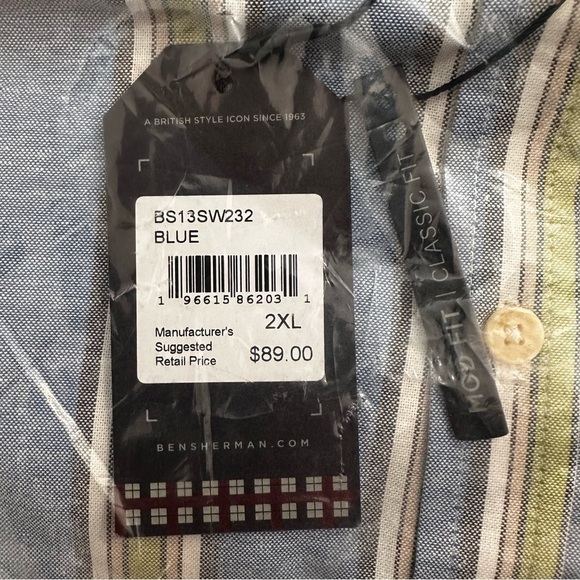 A BRITISH STYLE ICON SINCE 1963
BS13SW232
BLUE
1 96615 86203 1
2XL
Manufacturer's
Suggested
Retail Price
$89.00
BENSHERMAN.COM
MOD FIT | CLASSIC FIT